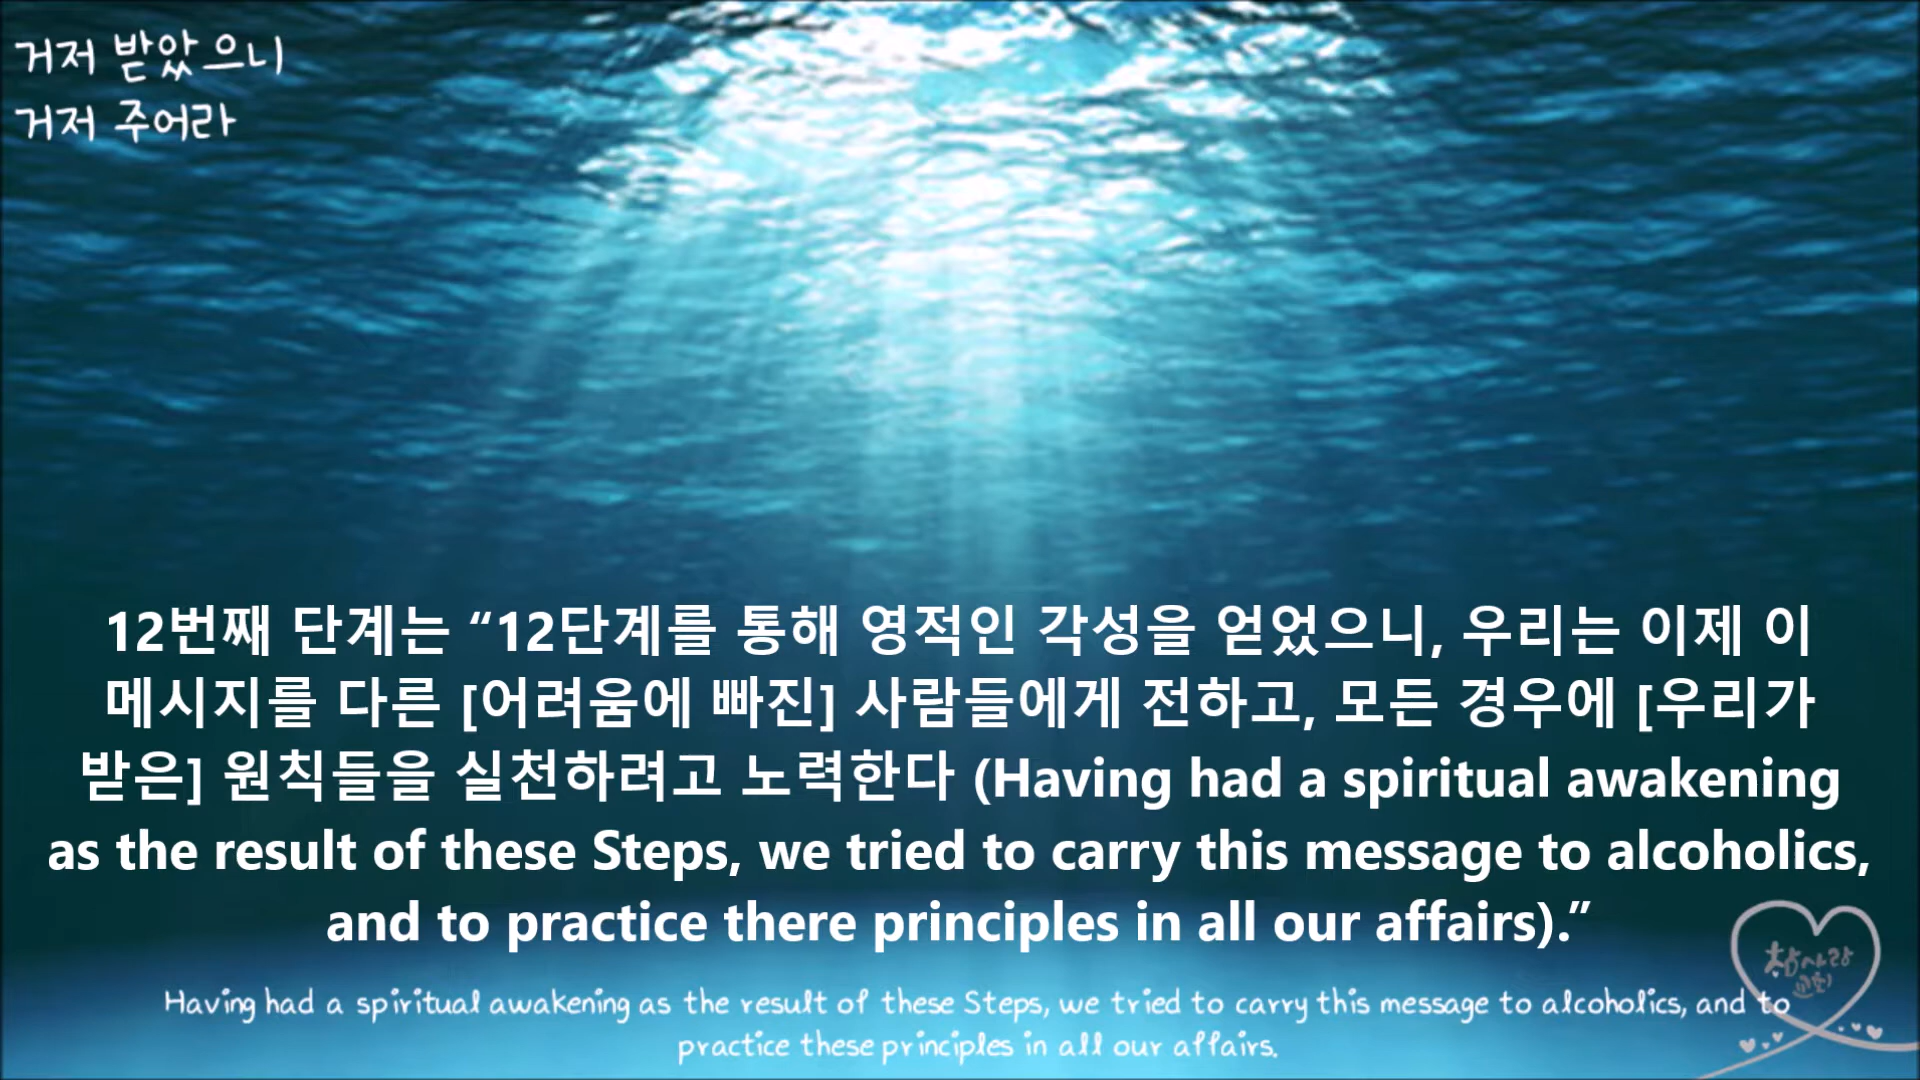 거저 받았으니
거저 주어라
12번째 단계는 “12단계를 통해 영적인 각성을 얻었으니, 우리는 이제 이
메시지를 다른 [어려움에 빠진] 사람들에게 전하고, 모든 경우에 [우리가
받은] 원칙들을 실천하려고 노력한다 (Having had a spiritual awakening
as the result of these Steps, we tried to carry this message to alcoholics,
and to practice there principles in all our affairs).”
참사랑
교회
Having had a spiritual awakening as the result of these Steps, we tried to carry this message to alcoholics, and to
practice these principles in all our affairs.